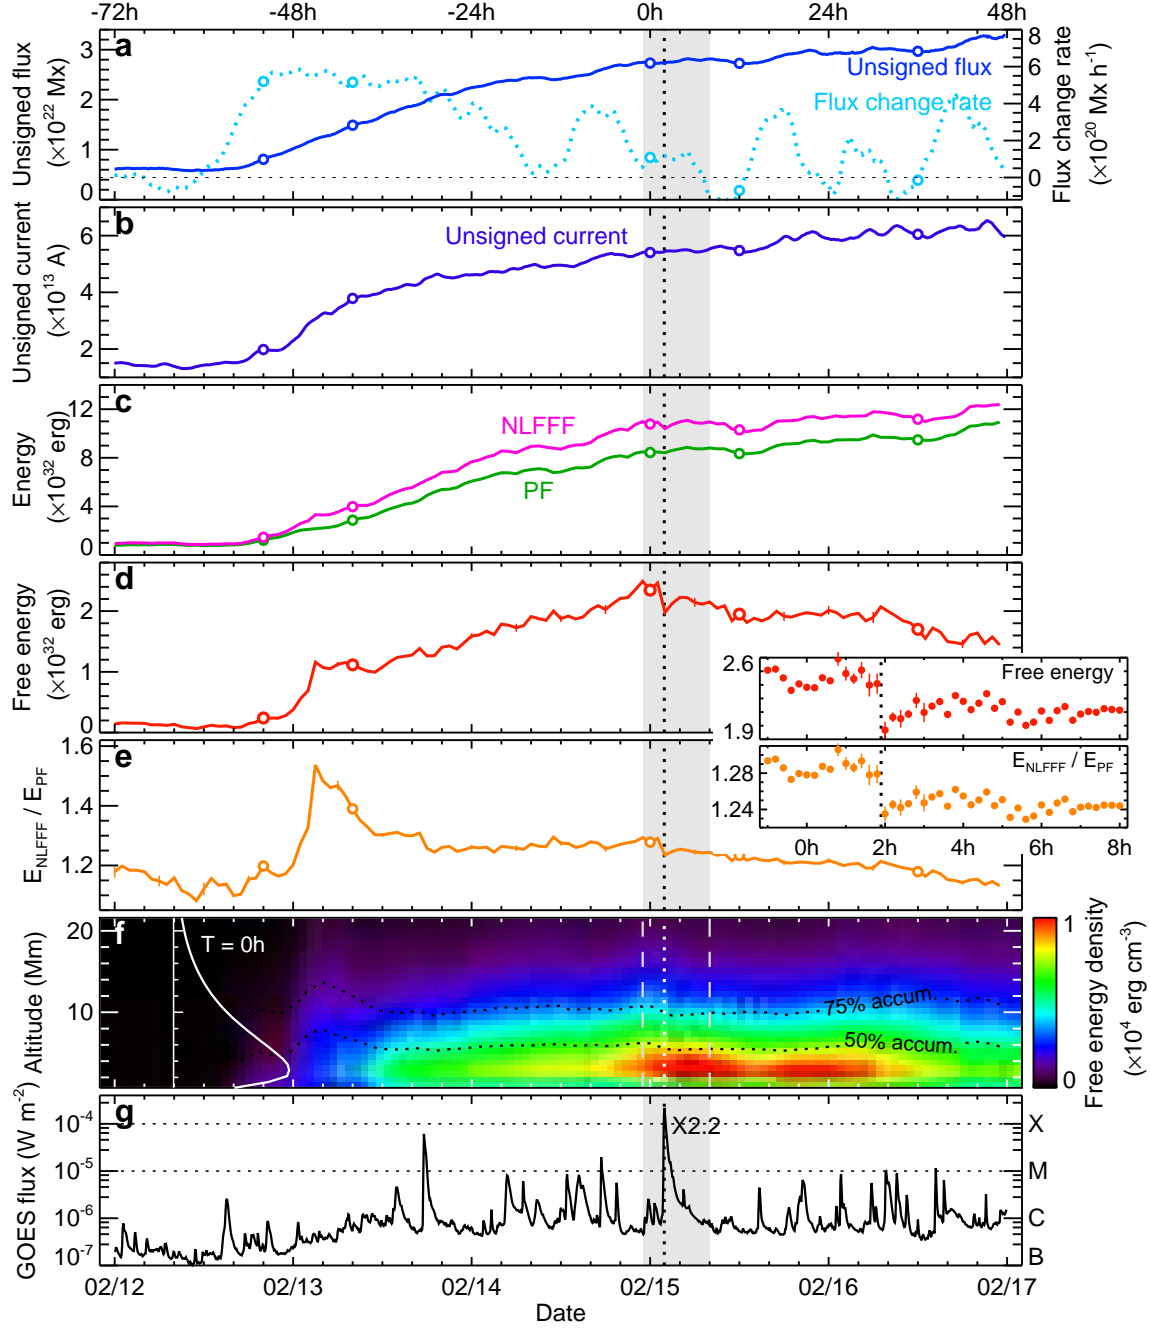 -72h -48h -24h 0h 24h 48h
a
Unsigned flux
(×10²² Mx)
3
2
1
0
Unsigned flux
Flux change rate
8
6
4
2
0
Flux change rate
(×10²⁰ Mx h⁻¹)
b
Unsigned current
(×10¹³ A)
6
4
2
Unsigned current
c
Energy
(×10³² erg)
12
8
4
0
NLFFF
PF
d
Free energy
(×10³² erg)
2
1
0
2.6
1.9
Free energy
e
E_NLFFF / E_PF
1.6
1.4
1.2
1.28
1.24
E_NLFFF / E_PF
0h 2h 4h 6h 8h
f
Altitude (Mm)
20
10
T = 0h
75% accum.
50% accum.
1
0
Free energy density
(×10⁴ erg cm⁻³)
g
GOES flux (W m⁻²)
10⁻⁴
10⁻⁵
10⁻⁶
10⁻⁷
X2.2
X
M
C
B
02/12 02/13 02/14 02/15 02/16 02/17
Date